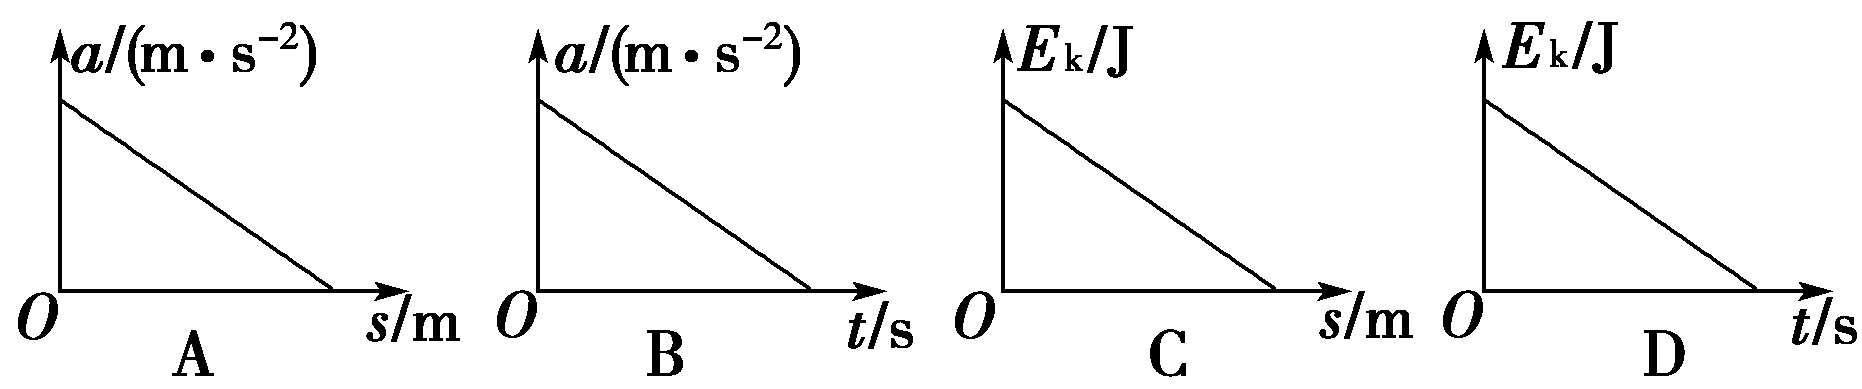 a/(m·s⁻²)
O
s/m
A
a/(m·s⁻²)
O
t/s
B
Eₖ/J
O
s/m
C
Eₖ/J
O
t/s
D